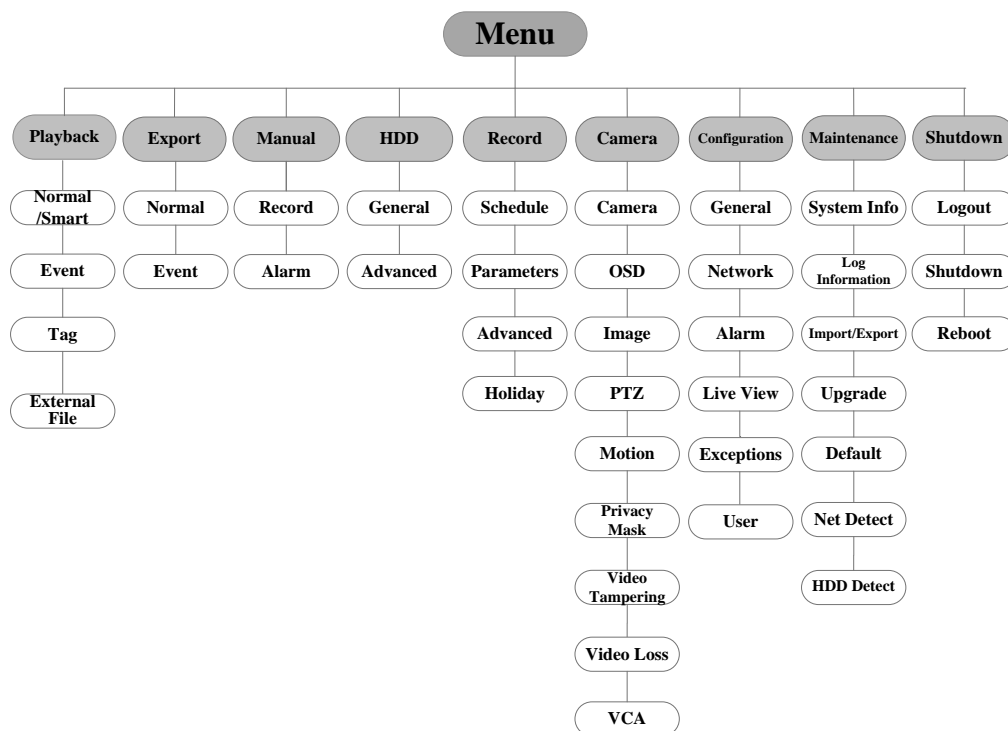 Menu
Playback
Export
Manual
HDD
Record
Camera
Configuration
Maintenance
Shutdown
Normal
/Smart
Event
Tag
External
File
Normal
Event
Record
Alarm
General
Advanced
Schedule
Parameters
Advanced
Holiday
Camera
OSD
Image
PTZ
Motion
Privacy
Mask
Video
Tampering
Video Loss
VCA
General
Network
Alarm
Live View
Exceptions
User
System Info
Log
Information
Import/Export
Upgrade
Default
Net Detect
HDD Detect
Logout
Shutdown
Reboot